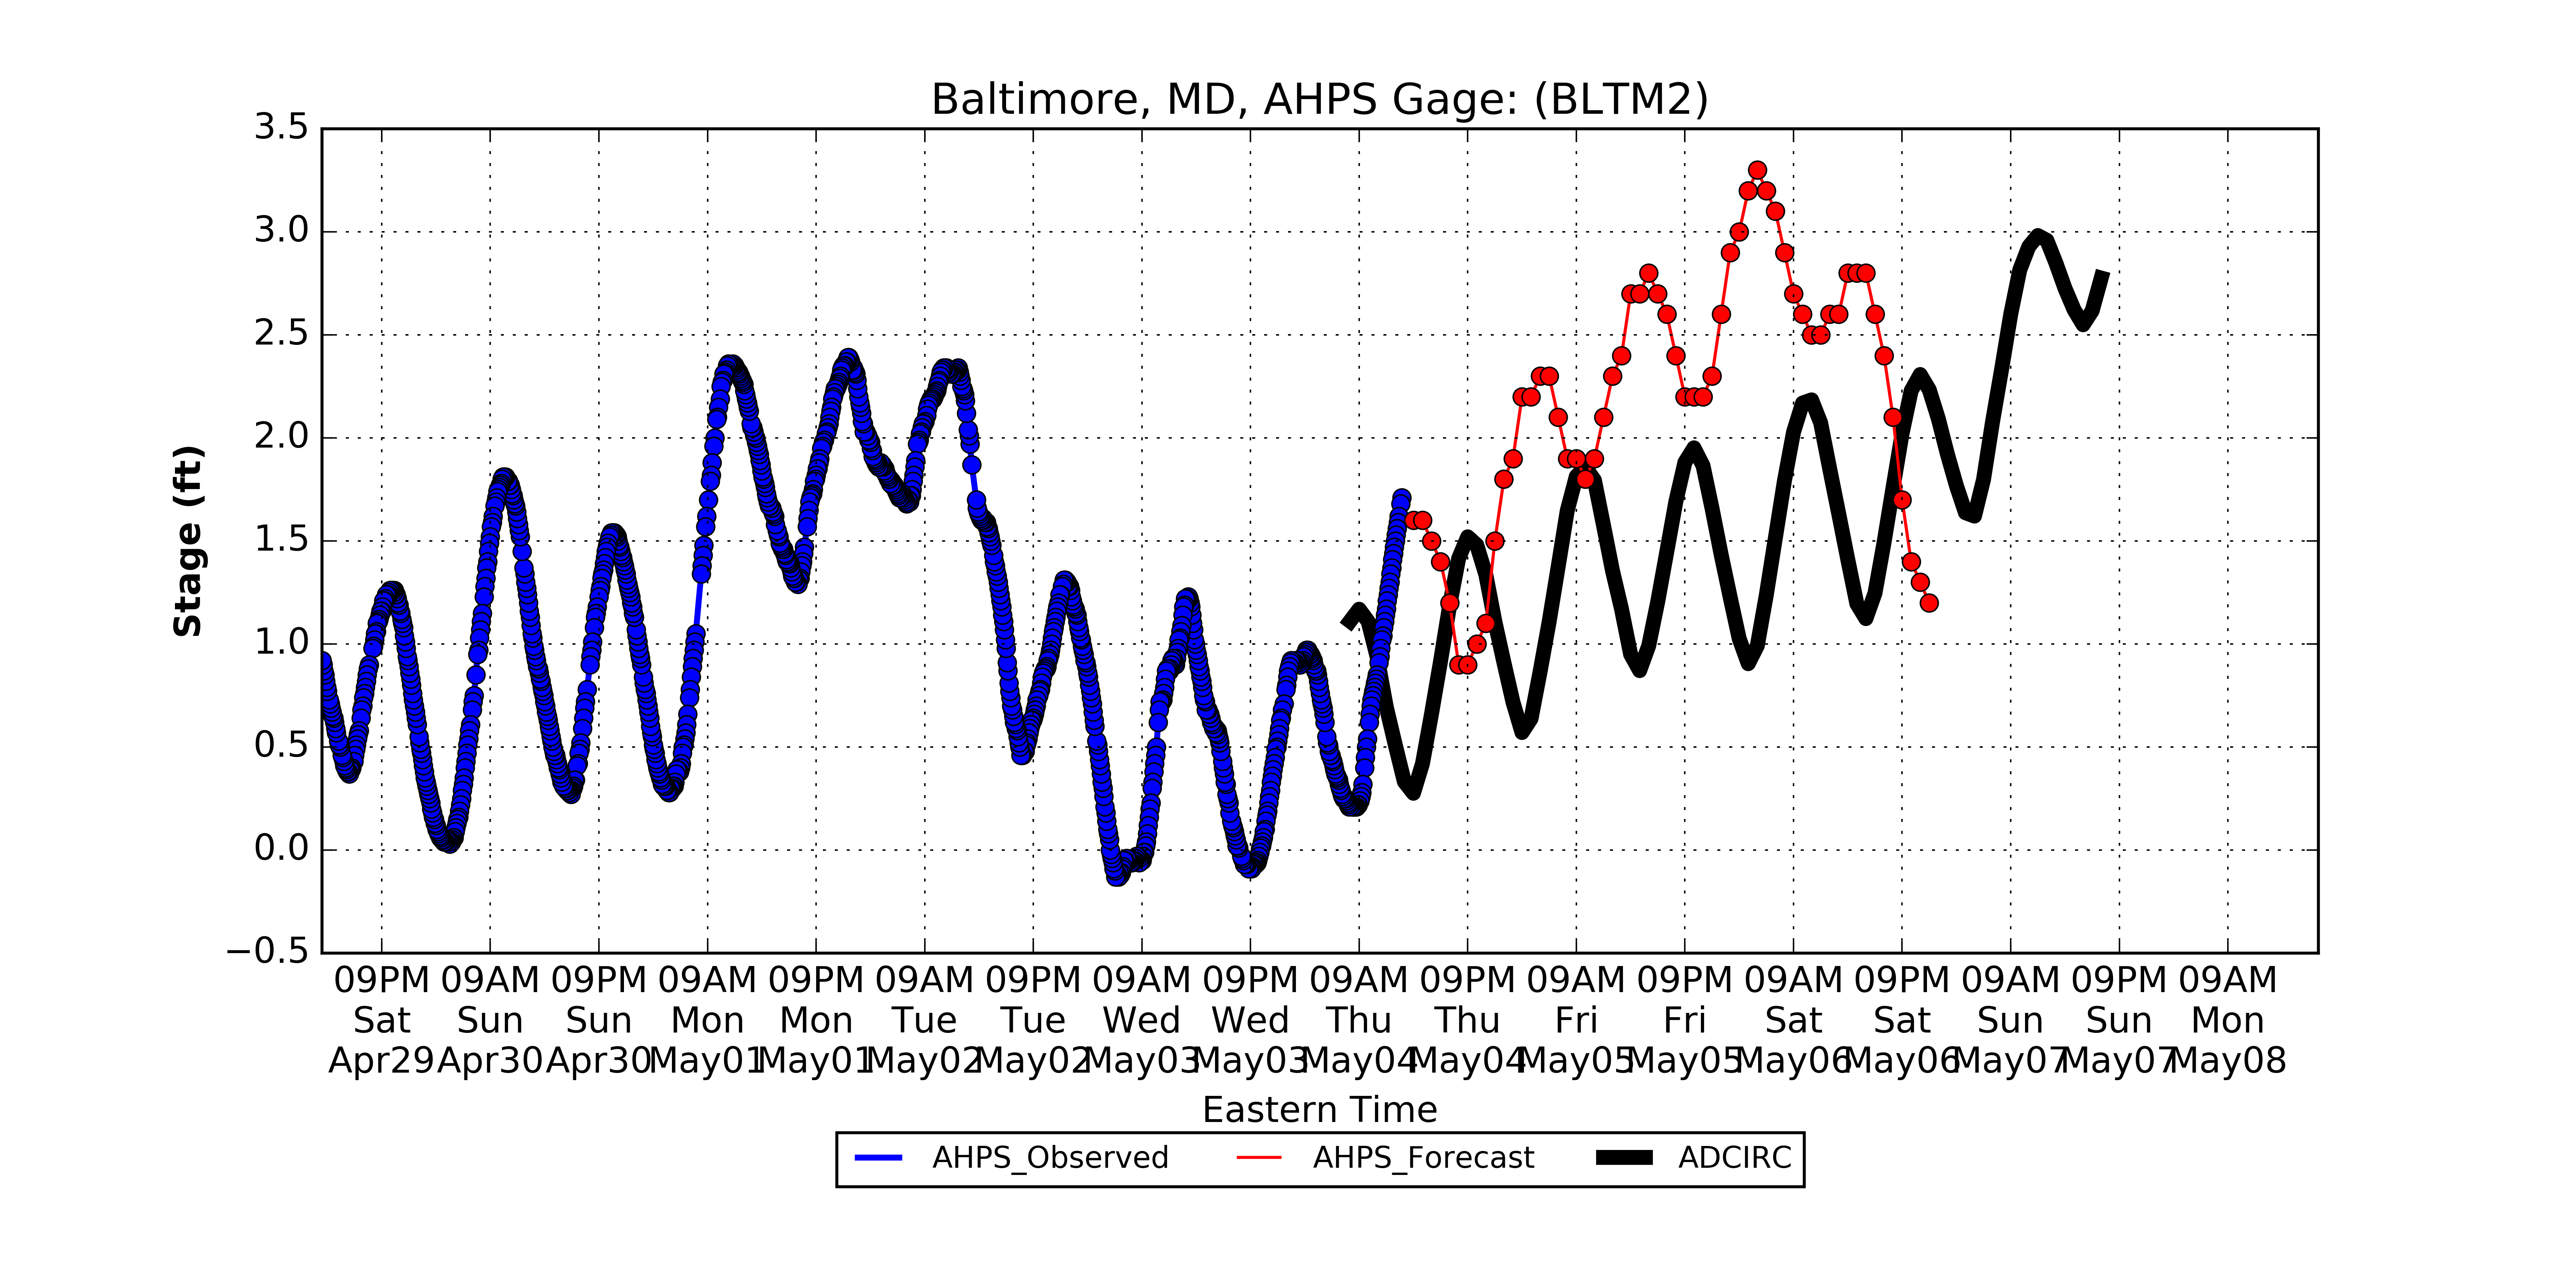 Baltimore, MD, AHPS Gage: (BLTM2)
3.5
3.0
2.5
2.0
1.5
1.0
0.5
0.0
−0.5
Stage (ft)
09PM 09AM 09PM 09AM 09PM 09AM 09PM 09AM 09PM 09AM 09PM 09AM 09PM 09AM 09PM 09AM 09PM 09AM
Sat Sun Sun Mon Mon Tue Tue Wed Wed Thu Thu Fri Fri Sat Sat Sun Sun Mon
Apr29 Apr30 Apr30 May01 May01 May02 May02 May03 May03 May04 May04 May05 May05 May06 May06 May07 May07 May08
Eastern Time
AHPS_Observed AHPS_Forecast ADCIRC